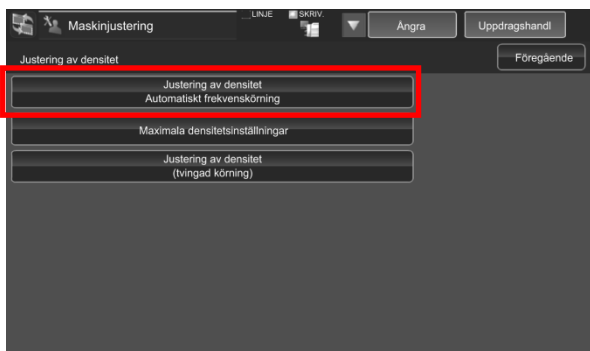 Maskinjustering
LINJE
SKRIV.
Ångra
Uppdragshandl
Justering av densitet
Föregående
Justering av densitet
Automatiskt frekvenskörning
Maximala densitetsinställningar
Justering av densitet
(tvingad körning)